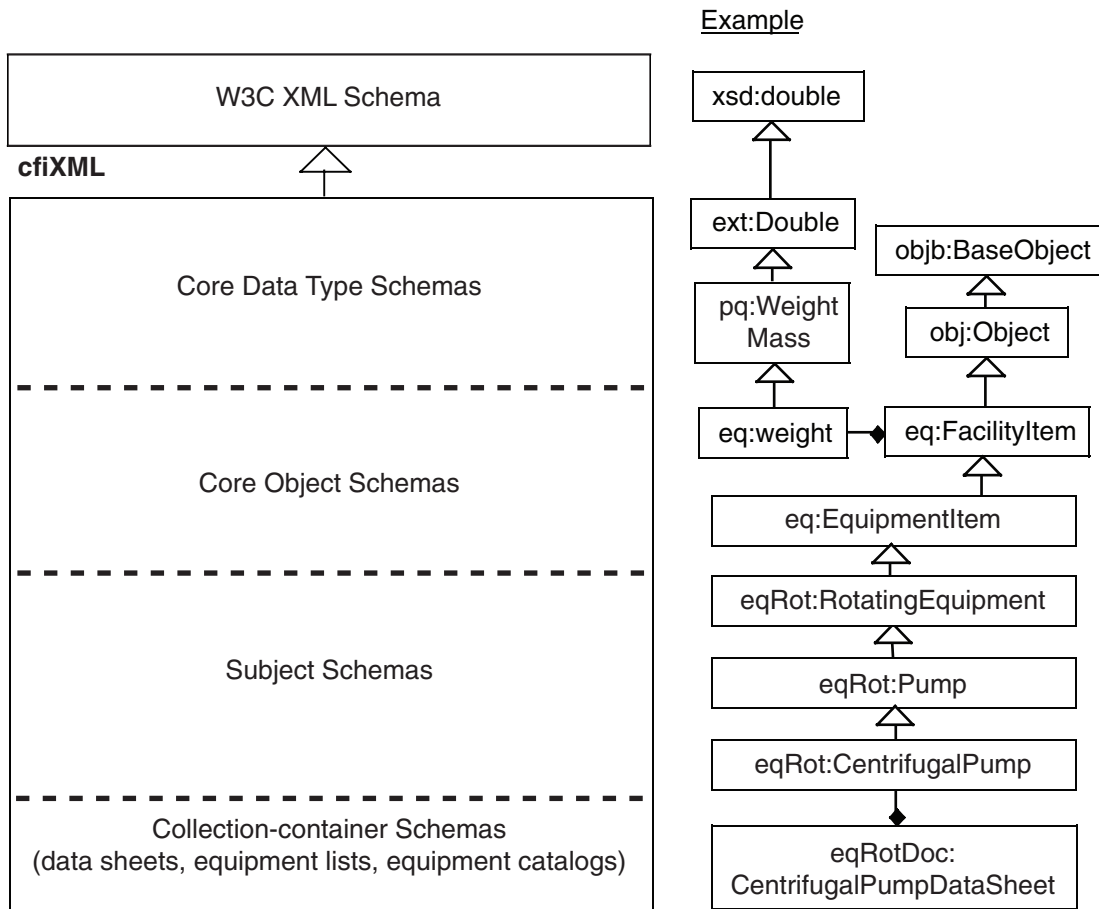 Example
W3C XML Schema
cfiXML
Core Data Type Schemas
Core Object Schemas
Subject Schemas
Collection-container Schemas
(data sheets, equipment lists, equipment catalogs)
xsd:double
ext:Double
pq:Weight
Mass
eq:weight
objb:BaseObject
obj:Object
eq:FacilityItem
eq:EquipmentItem
eqRot:RotatingEquipment
eqRot:Pump
eqRot:CentrifugalPump
eqRotDoc:
CentrifugalPumpDataSheet